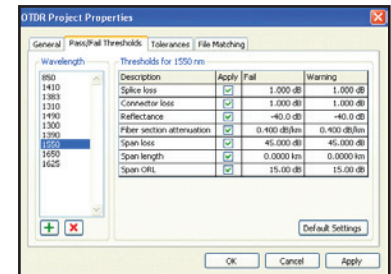 OTDR Project Properties
General Pass/Fail Thresholds Tolerances File Matching
Wavelength
850
1410
1383
1310
1490
1300
1390
1550
1650
1625
Thresholds for 1550 nm
Description Apply Fail Warning
Splice loss 1.000 dB 1.000 dB
Connector loss 1.000 dB 1.000 dB
Reflectance -40.0 dB -40.0 dB
Fiber section attenuation 0.400 dB/km 0.400 dB/km
Span loss 45.000 dB 45.000 dB
Span length 0.0000 km 0.0000 km
Span ORL 15.00 dB 15.00 dB
Default Settings
OK Cancel Apply